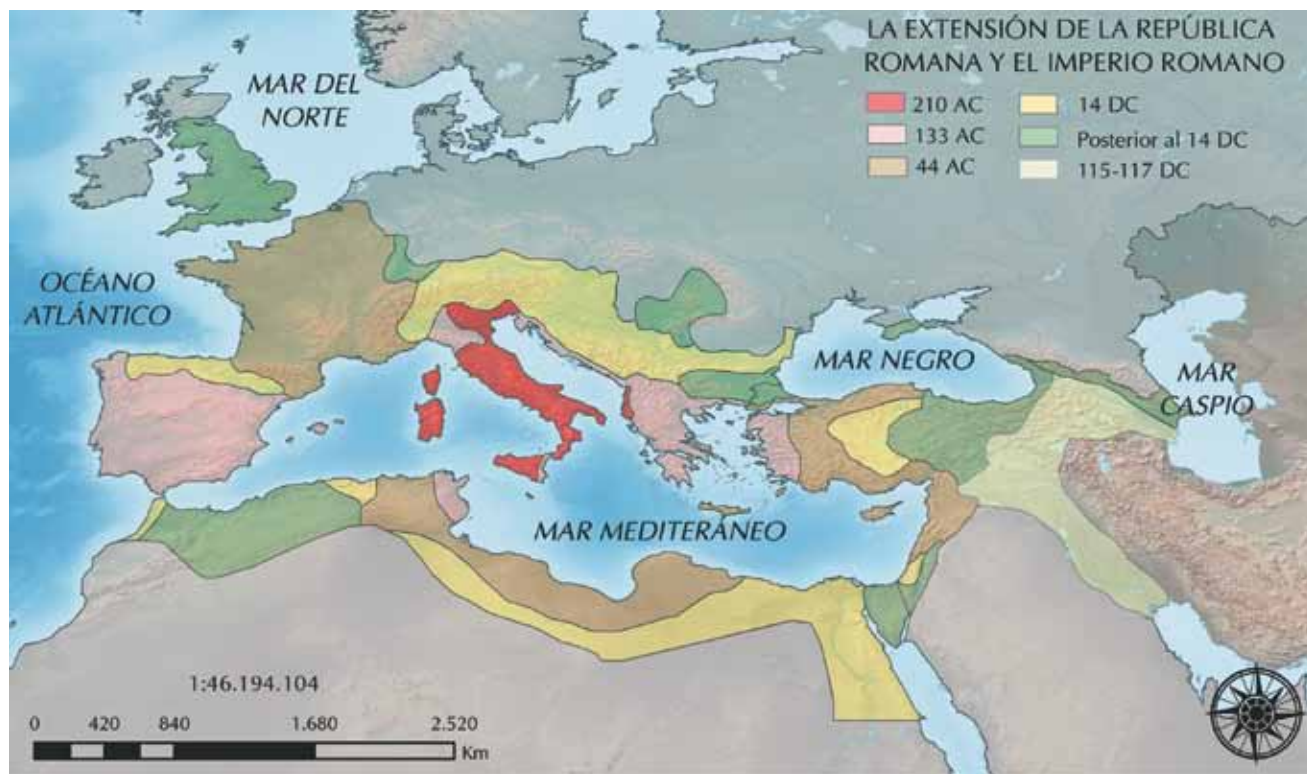 LA EXTENSIÓN DE LA REPÚBLICA
ROMANA Y EL IMPERIO ROMANO
210 AC
14 DC
133 AC
Posterior al 14 DC
44 AC
115-117 DC
MAR DEL
NORTE
OCÉANO
ATLÁNTICO
MAR NEGRO
MAR
CASPIO
MAR MEDITERÁNEO
1:46.194.104
0 420 840 1.680 2.520
Km